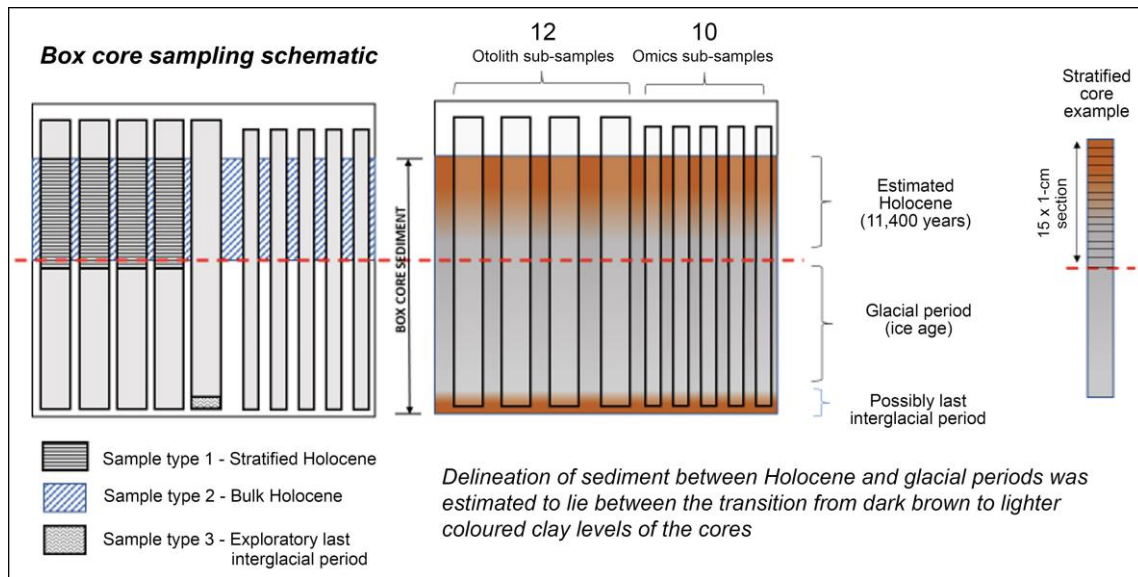 Box core sampling schematic
12
Otolith sub-samples
10
Omics sub-samples
Stratified
core
example
BOX CORE SEDIMENT
Estimated
Holocene
(11,400 years)
15 x 1-cm
section
Glacial period
(ice age)
Possibly last
interglacial period
Sample type 1 - Stratified Holocene
Sample type 2 - Bulk Holocene
Sample type 3 - Exploratory last
interglacial period
Delineation of sediment between Holocene and glacial periods was
estimated to lie between the transition from dark brown to lighter
coloured clay levels of the cores